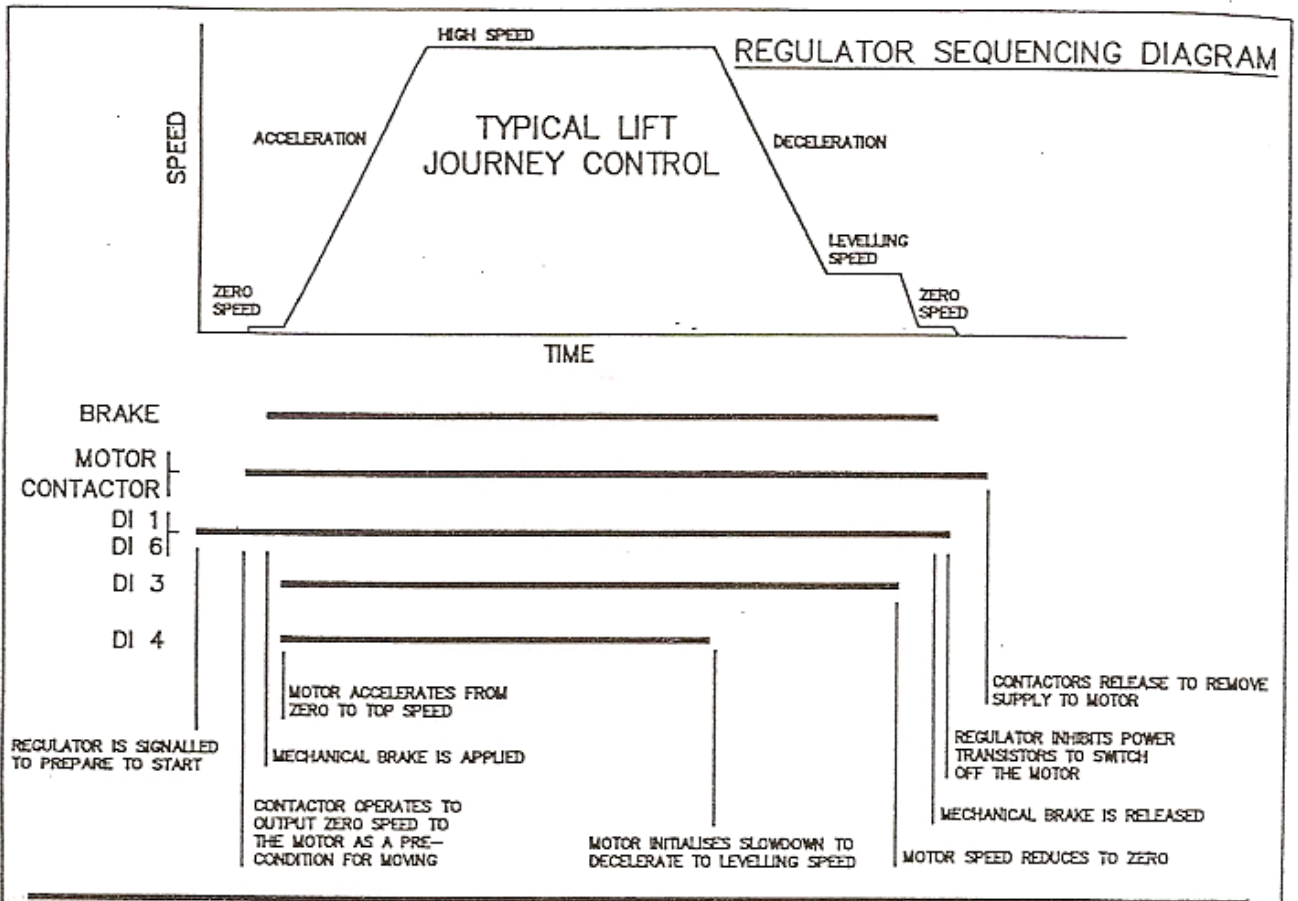 REGULATOR SEQUENCING DIAGRAM
HIGH SPEED
SPEED
ACCELERATION
TYPICAL LIFT
JOURNEY CONTROL
DECELERATION
LEVELLING
SPEED
ZERO
SPEED
ZERO
SPEED
TIME
BRAKE
MOTOR
CONTACTOR
DI 1
DI 6
DI 3
DI 4
MOTOR ACCELERATES FROM
ZERO TO TOP SPEED
CONTACTORS RELEASE TO REMOVE
SUPPLY TO MOTOR
REGULATOR IS SIGNALLED
TO PREPARE TO START
MECHANICAL BRAKE IS APPLIED
REGULATOR INHIBITS POWER
TRANSISTORS TO SWITCH
OFF THE MOTOR
CONTACTOR OPERATES TO
OUTPUT ZERO SPEED TO
THE MOTOR AS A PRE-
CONDITION FOR MOVING
MECHANICAL BRAKE IS RELEASED
MOTOR INITIALISES SLOWDOWN TO
DECELERATE TO LEVELLING SPEED
MOTOR SPEED REDUCES TO ZERO